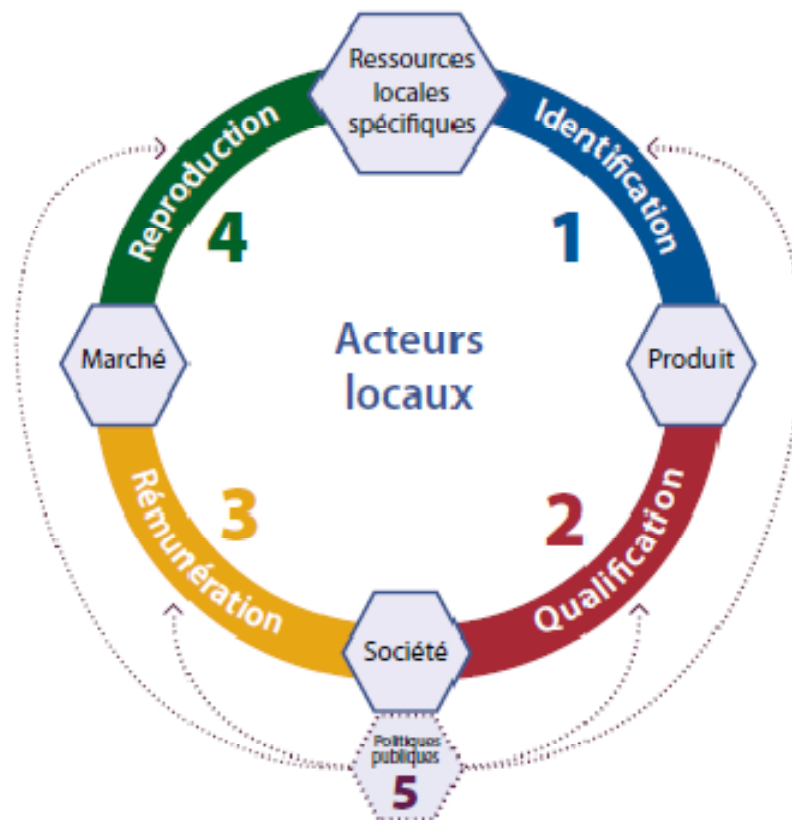 Ressources
locales
spécifiques
Identification
1
Produit
Qualification
2
Société
Rémunération
3
Marché
Reproduction
4
Acteurs
locaux
Politiques
publiques
5